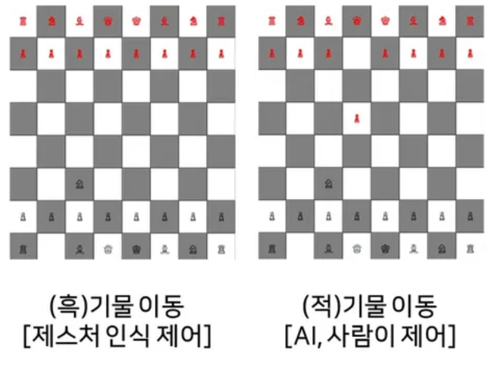 (흑)기물 이동
[제스처 인식 제어]
(적)기물 이동
[AI, 사람이 제어]